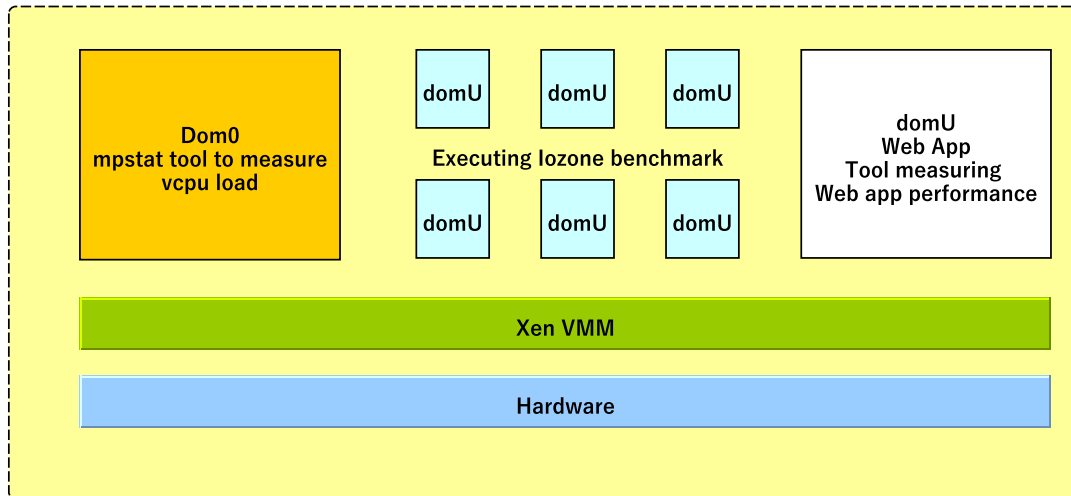 Dom0
mpstat tool to measure
vcpu load
domU
domU
domU
Executing Iozone benchmark
domU
domU
domU
domU
Web App
Tool measuring
Web app performance
Xen VMM
Hardware